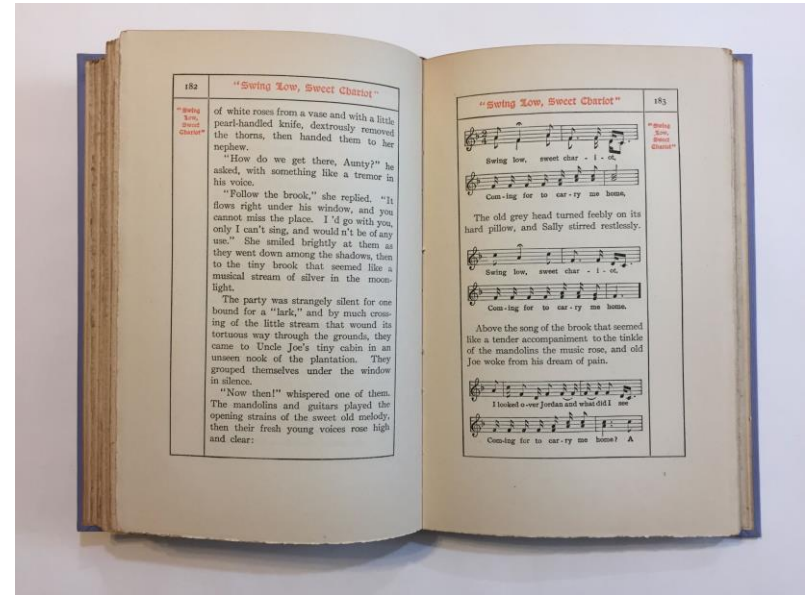 182
"Swing Low, Sweet Chariot"
"Swing
Low,
Sweet
Chariot"
of white roses from a vase and with a little
pearl-handled knife, dextrously removed
the thorns, then handed them to her
nephew.
"How do we get there, Aunty?" he
asked, with something like a tremor in
his voice.
"Follow the brook," she replied. "It
flows right under his window, and you
cannot miss the place. I 'd go with you,
only I can't sing, and would n't be of any
use." She smiled brightly at them as
they went down among the shadows, then
to the tiny brook that seemed like a
musical stream of silver in the moon-
light.
The party was strangely silent for one
bound for a "lark," and by much cross-
ing of the little stream that wound its
tortuous way through the grounds, they
came to Uncle Joe's tiny cabin in an
unseen nook of the plantation. They
grouped themselves under the window
in silence.
"Now then!" whispered one of them.
The mandolins and guitars played the
opening strains of the sweet old melody,
then their fresh young voices rose high
and clear:
"Swing Low, Sweet Chariot"
183
"Swing
Low,
Sweet
Chariot"
Swing low, sweet char - i - ot,
Com - ing for to car - ry me home,
The old grey head turned feebly on its
hard pillow, and Sally stirred restlessly.
Swing low, sweet char - i - ot,
Com - ing for to car - ry me home.
Above the song of the brook that seemed
like a tender accompaniment to the tinkle
of the mandolins the music rose, and old
Joe woke from his dream of pain.
I looked o - ver Jordan and what did I see
Com-ing for to car - ry me home? A